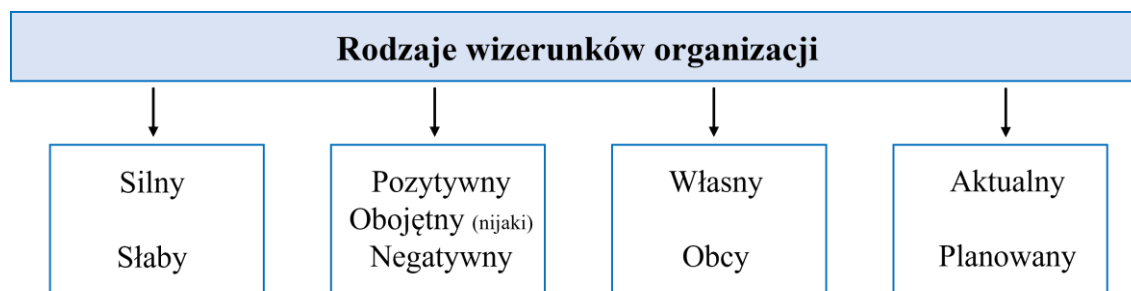 Rodzaje wizerunków organizacji
Silny
Słaby
Pozytywny
Obojętny (nijaki)
Negatywny
Własny
Obcy
Aktualny
Planowany